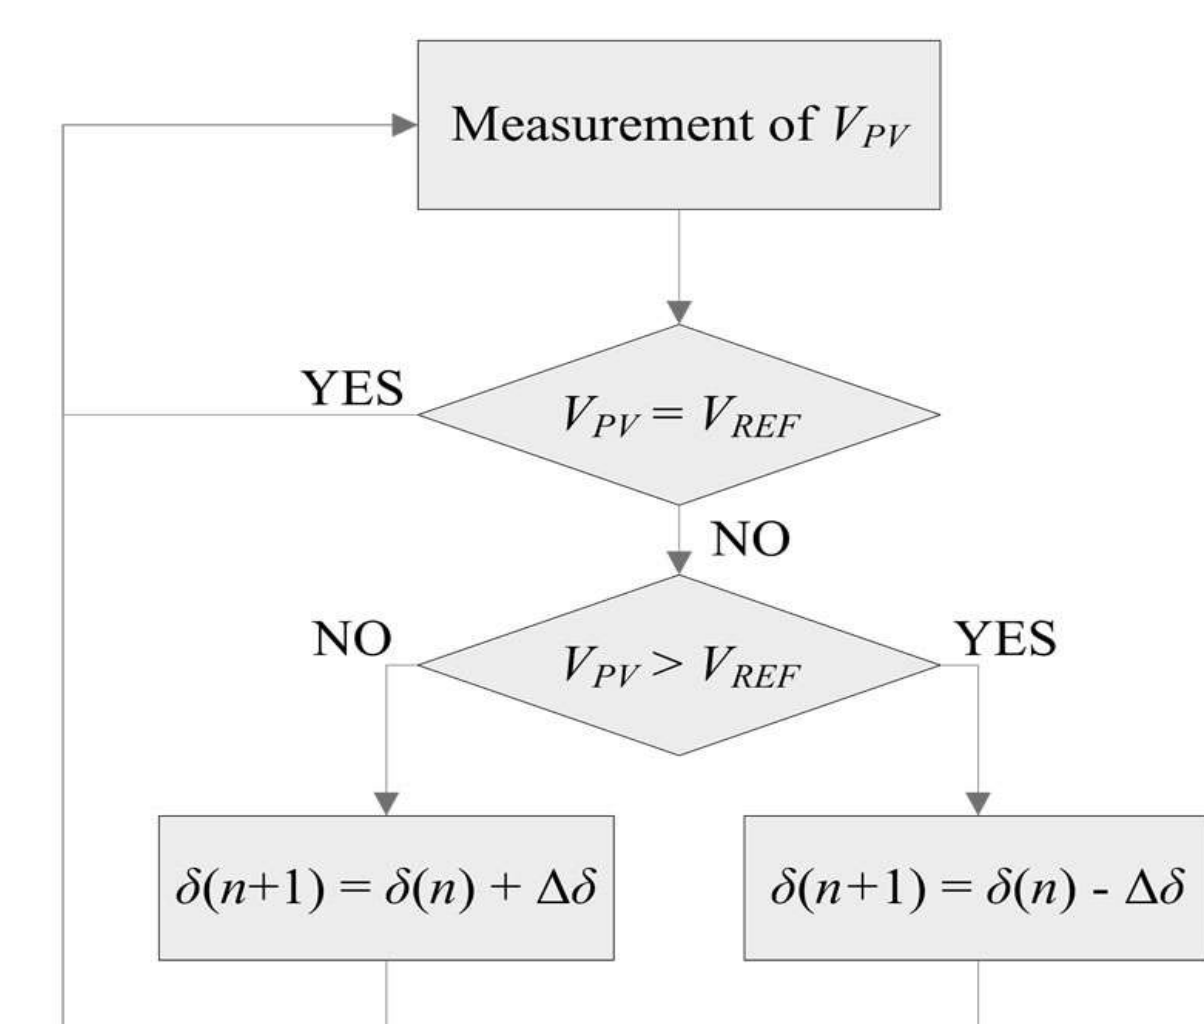 Measurement of V_PV
YES
V_PV = V_REF
NO
NO
V_PV > V_REF
YES
δ(n+1) = δ(n) + Δδ
δ(n+1) = δ(n) - Δδ